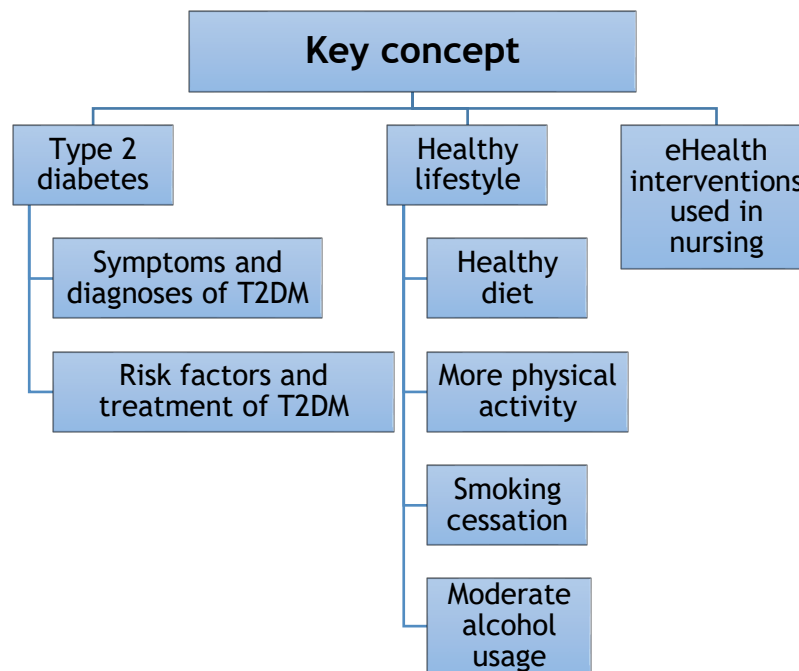 Key concept
Type 2
diabetes
Symptoms and
diagnoses of T2DM
Risk factors and
treatment of T2DM
Healthy
lifestyle
Healthy
diet
More physical
activity
Smoking
cessation
Moderate
alcohol
usage
eHealth
interventions
used in
nursing